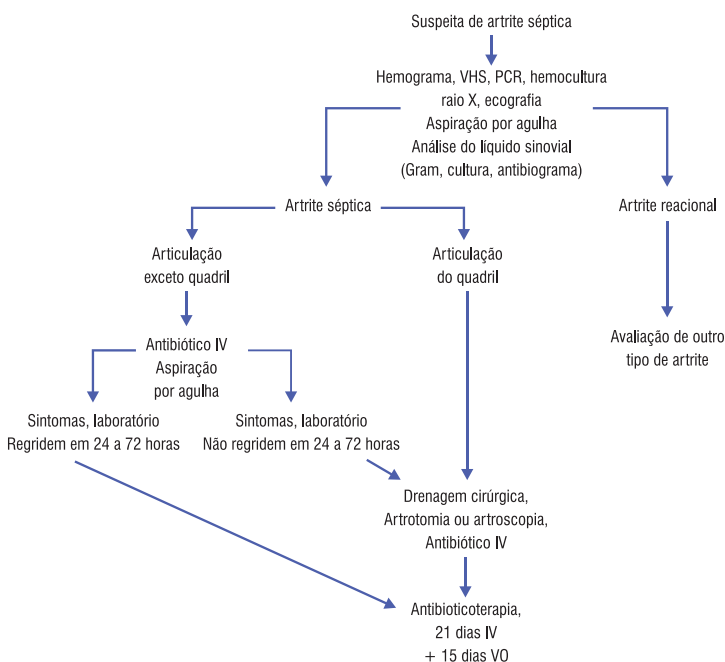 Suspeita de artrite séptica
Hemograma, VHS, PCR, hemocultura
raio X, ecografia
Aspiração por agulha
Análise do líquido sinovial
(Gram, cultura, antibiograma)
Artrite séptica
Artrite reacional
Articulação
exceto quadril
Articulação
do quadril
Antibiótico IV
Aspiração
por agulha
Avaliação de outro
tipo de artrite
Sintomas, laboratório
Regridem em 24 a 72 horas
Sintomas, laboratório
Não regridem em 24 a 72 horas
Drenagem cirúrgica,
Artrotomia ou artroscopia,
Antibiótico IV
Antibioticoterapia,
21 dias IV
+ 15 dias VO